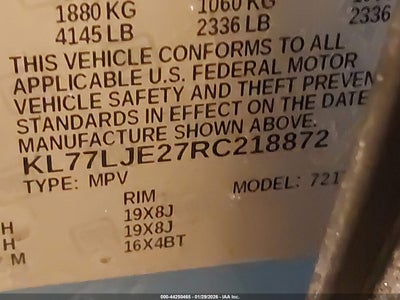 1880 KG 1060 KG
4145 LB 2336 LB 2336
THIS VEHICLE CONFORMS TO ALL
APPLICABLE U.S. FEDERAL MOTOR
VEHICLE SAFETY AND THEFT PREVEN
STANDARDS IN EFFECT ON THE DATE
MANUFACTURE SHOWN ABOVE.
KL77LJE27RC218872
TYPE: MPV MODEL: 721
RIM
19X8J
H 19X8J
H 16X4BT
P M
000-44250465 - 01/29/2026 - IAA Inc.